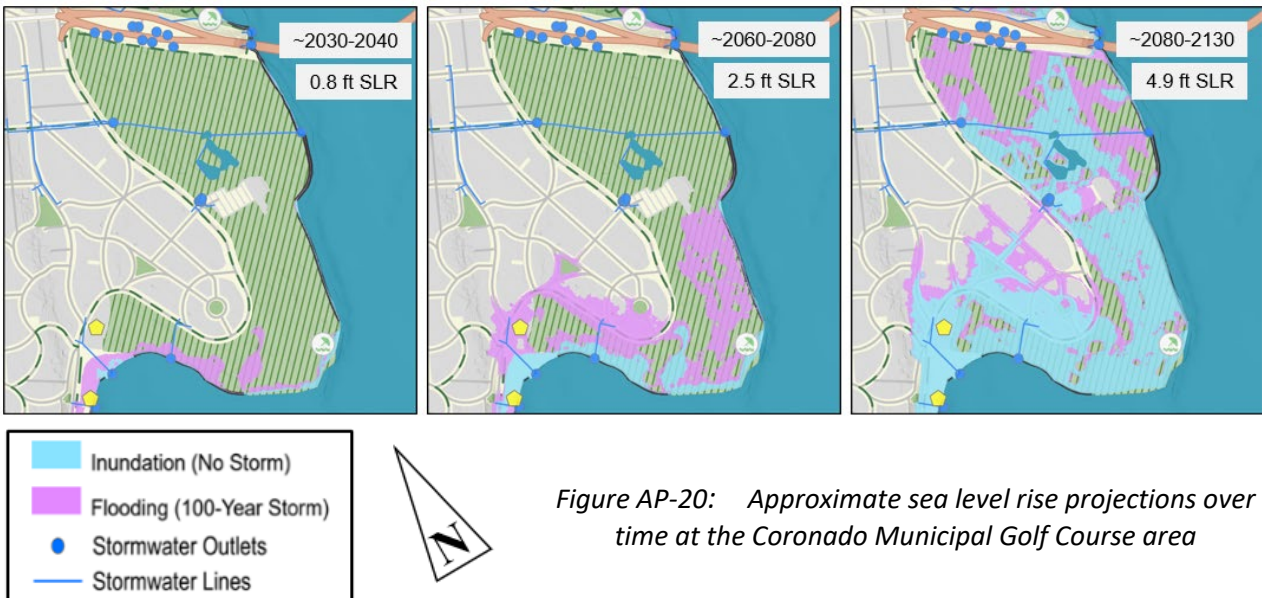 ~2030-2040
0.8 ft SLR
~2060-2080
2.5 ft SLR
~2080-2130
4.9 ft SLR
Inundation (No Storm)
Flooding (100-Year Storm)
Stormwater Outlets
Stormwater Lines
N
Figure AP-20: Approximate sea level rise projections over
time at the Coronado Municipal Golf Course area